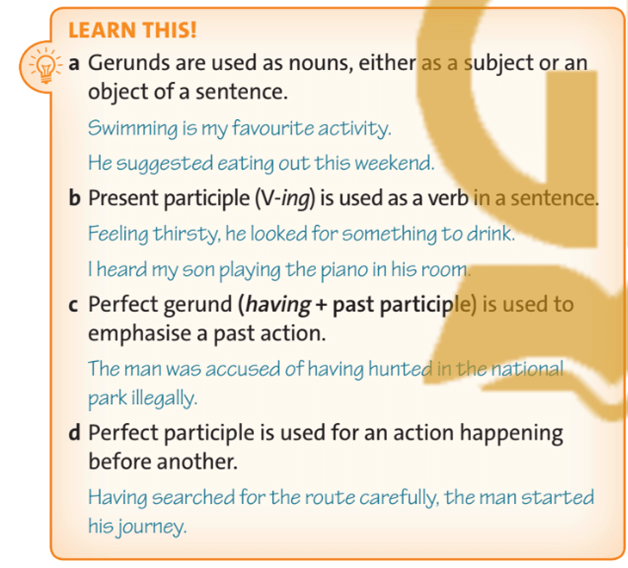 LEARN THIS!
a Gerunds are used as nouns, either as a subject or an
object of a sentence.
Swimming is my favourite activity.
He suggested eating out this weekend.
b Present participle (V-ing) is used as a verb in a sentence.
Feeling thirsty, he looked for something to drink.
I heard my son playing the piano in his room.
c Perfect gerund (having + past participle) is used to
emphasise a past action.
The man was accused of having hunted in the national
park illegally.
d Perfect participle is used for an action happening
before another.
Having searched for the route carefully, the man started
his journey.